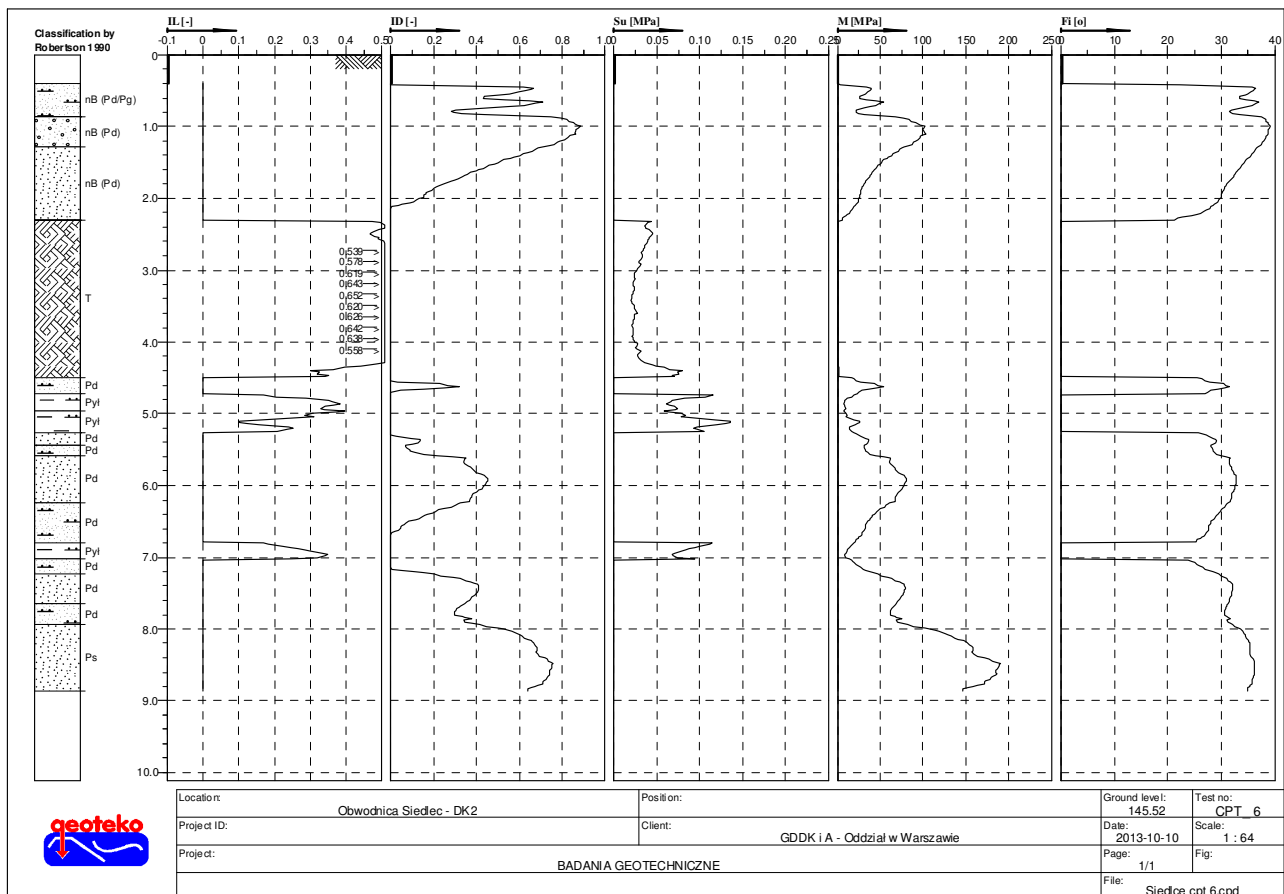 Classification by
Robertson 1990
IL [-]
ID [-]
Su [MPa]
M [MPa]
Fi [o]
-0.1 0 0.1 0.2 0.3 0.4 0.5
0 0.2 0.4 0.6 0.8 1.0
0 0.05 0.10 0.15 0.20 0.25
0 50 100 150 200 250
0 10 20 30 40
0
1.0
2.0
3.0
4.0
5.0
6.0
7.0
8.0
9.0
10.0
nB (Pd/Pg)
nB (Pd)
nB (Pd)
T
Pd
Pył
Pył
Pd
Pd
Pd
Pd
Pył
Pd
Pd
Pd
Ps
0.539
0.578
0.619
0.643
0.652
0.620
0.626
0.642
0.638
0.558
geoteko
Location:
Obwodnica Siedlec - DK2
Position:
Ground level:
145.52
Test no:
CPT_6
Project ID:
Client:
GDDK i A - Oddział w Warszawie
Date:
2013-10-10
Scale:
1 : 64
Project:
BADANIA GEOTECHNICZNE
Page:
1/1
Fig:
File:
Siedlce cpt 6.cpd